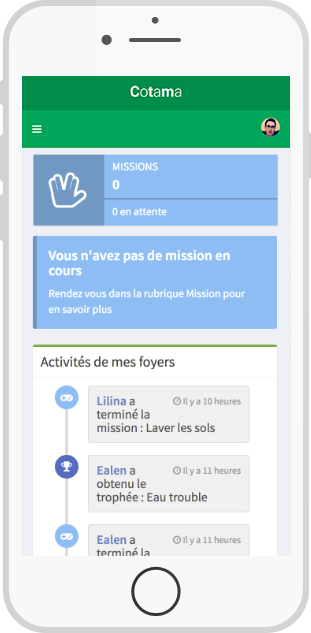 Cotama
MISSIONS
0
0 en attente
Vous n'avez pas de mission en
cours
Rendez vous dans la rubrique Mission pour
en savoir plus
Activités de mes foyers
Lilina a
Il y a 10 heures
terminé la
mission : Laver les sols
Ealen a
Il y a 11 heures
obtenu le
trophée : Eau trouble
Ealen a
Il y a 11 heures
terminé la